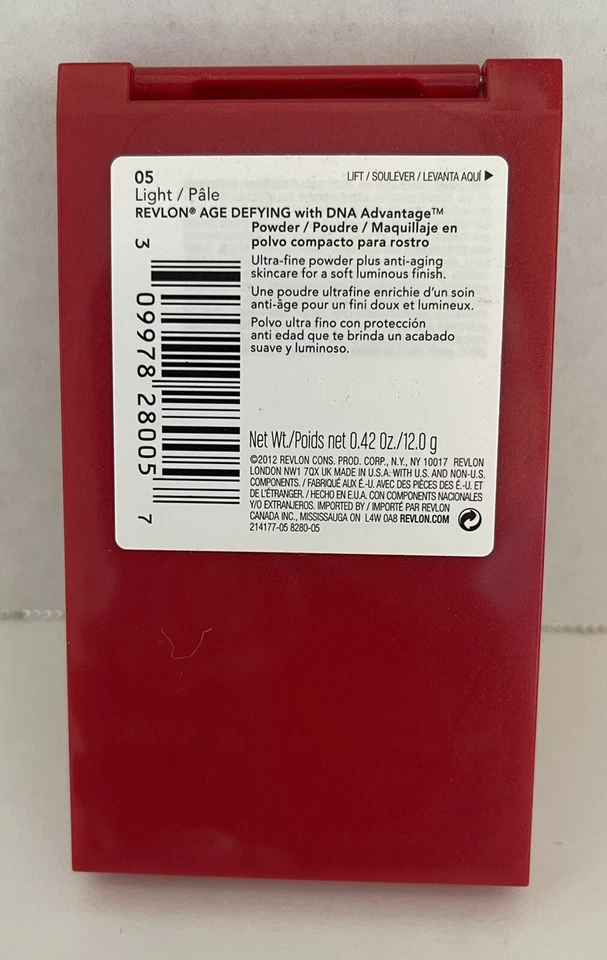 05
LIFT / SOULEVER / LEVANTA AQUÍ ▶
Light / Pâle
REVLON® AGE DEFYING with DNA Advantage™
Powder / Poudre / Maquillaje en
polvo compacto para rostro
Ultra-fine powder plus anti-aging
skincare for a soft luminous finish.
Une poudre ultrafine enrichie d'un soin
anti-âge pour un fini doux et lumineux.
Polvo ultra fino con protección
anti edad que te brinda un acabado
suave y luminoso.
3 09978 28005 7
Net Wt./Poids net 0.42 Oz./12.0 g
©2012 REVLON CONS. PROD. CORP., N.Y., NY 10017 REVLON
LONDON NW1 7QX UK MADE IN U.S.A. WITH U.S. AND NON-U.S.
COMPONENTS. / FABRIQUÉ AUX É.-U. AVEC DES PIÈCES DES É.-U. ET
DE L'ÉTRANGER. / HECHO EN E.U.A. CON COMPONENTES NACIONALES
Y/O EXTRANJEROS. IMPORTED BY / IMPORTÉ PAR REVLON
CANADA INC., MISSISSAUGA ON L4W 0A8 REVLON.COM
214177-05 8280-05